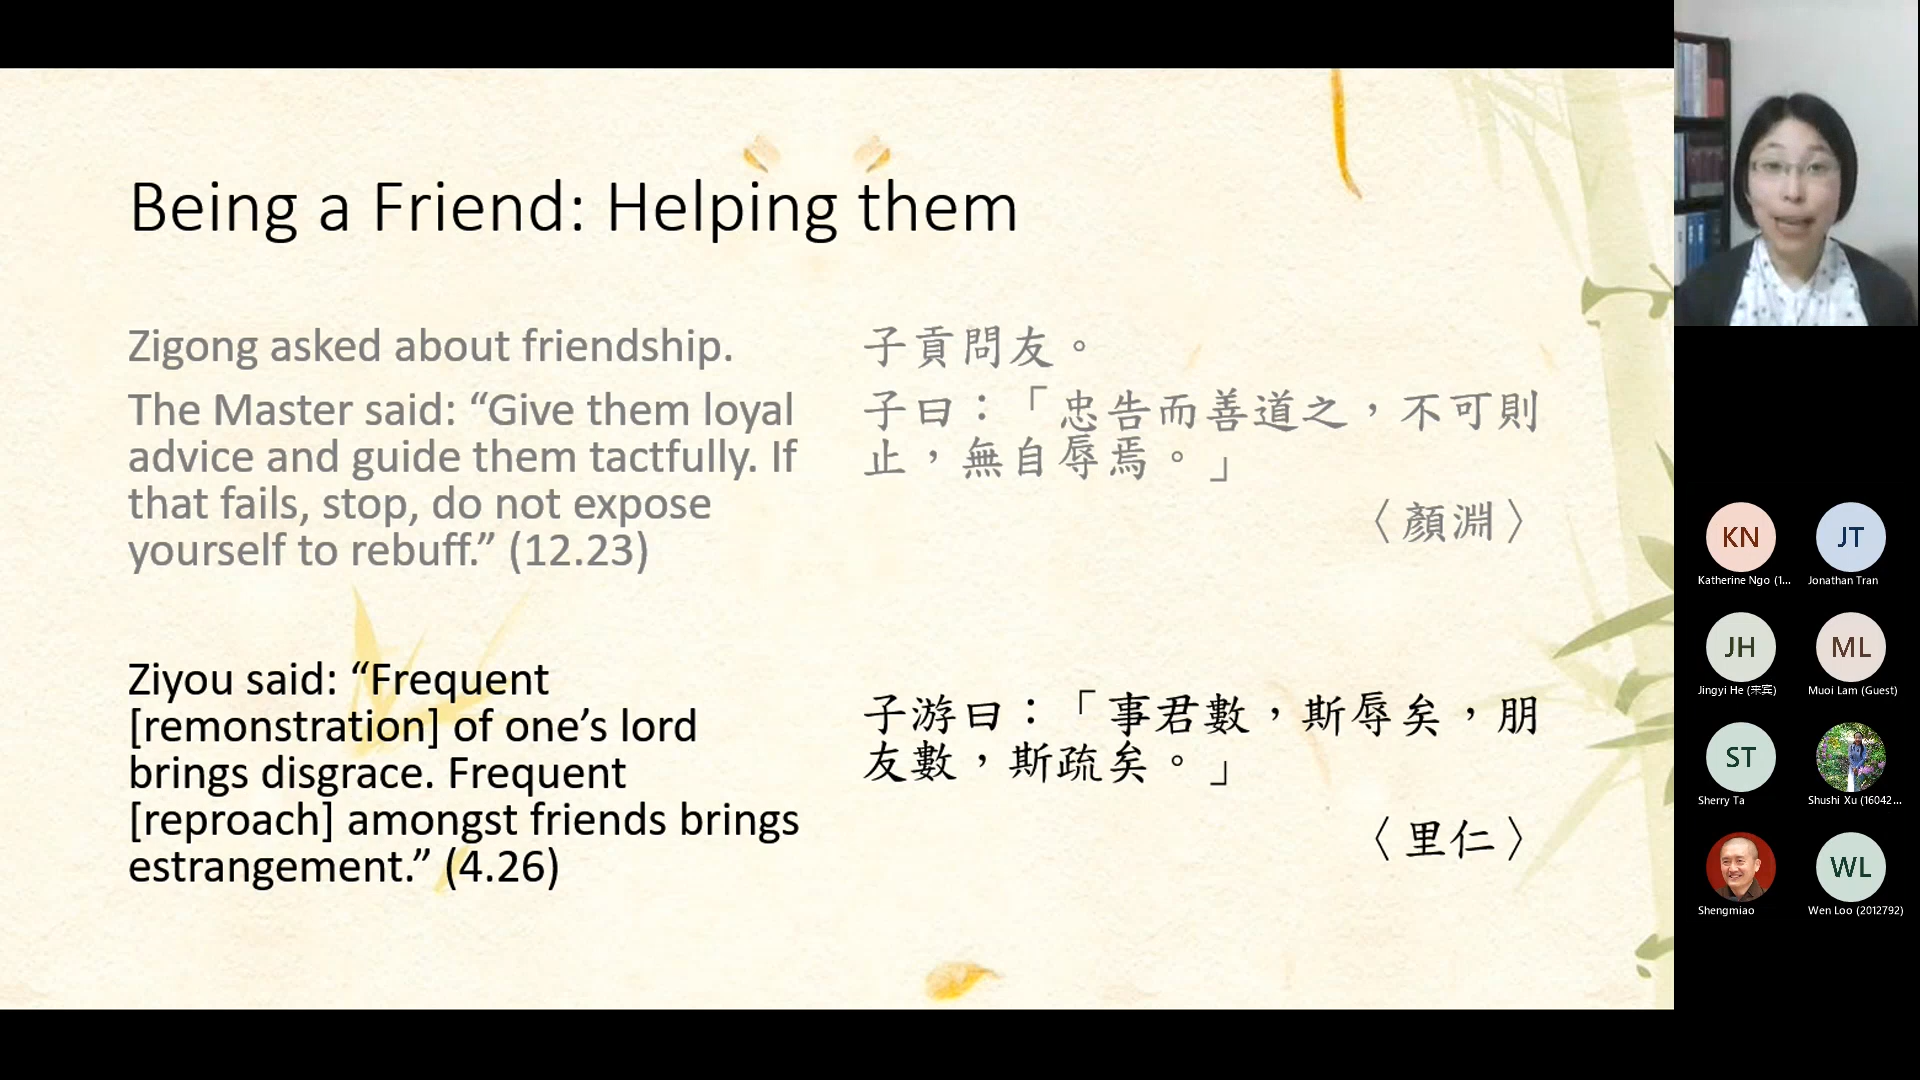 Being a Friend: Helping them
Zigong asked about friendship.
The Master said: “Give them loyal
advice and guide them tactfully. If
that fails, stop, do not expose
yourself to rebuff.” (12.23)
Ziyou said: “Frequent
[remonstration] of one’s lord
brings disgrace. Frequent
[reproach] amongst friends brings
estrangement.” (4.26)
子貢問友。
子曰：「忠告而善道之，不可則
止，無自辱焉。」
〈顏淵〉
子游曰：「事君數，斯辱矣，朋
友數，斯疏矣。」
〈里仁〉
KN
Katherine Ngo (1...
JT
Jonathan Tran
JH
Jingyi He (宋宾)
ML
Muoi Lam (Guest)
ST
Sherry Ta
Shushi Xu (16042...
Shengmiao
WL
Wen Loo (2012792)